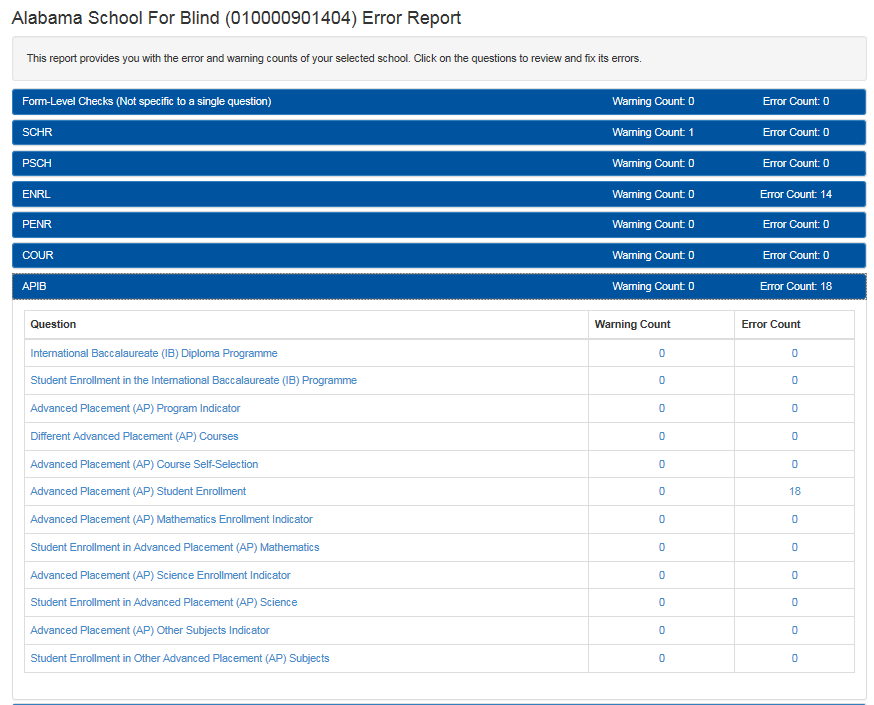 Alabama School For Blind (010000901404) Error Report
This report provides you with the error and warning counts of your selected school. Click on the questions to review and fix its errors.
Form-Level Checks (Not specific to a single question) Warning Count: 0 Error Count: 0
SCHR Warning Count: 1 Error Count: 0
PSCH Warning Count: 0 Error Count: 0
ENRL Warning Count: 0 Error Count: 14
PENR Warning Count: 0 Error Count: 0
COUR Warning Count: 0 Error Count: 0
APIB Warning Count: 0 Error Count: 18
Question Warning Count Error Count
International Baccalaureate (IB) Diploma Programme 0 0
Student Enrollment in the International Baccalaureate (IB) Programme 0 0
Advanced Placement (AP) Program Indicator 0 0
Different Advanced Placement (AP) Courses 0 0
Advanced Placement (AP) Course Self-Selection 0 0
Advanced Placement (AP) Student Enrollment 0 18
Advanced Placement (AP) Mathematics Enrollment Indicator 0 0
Student Enrollment in Advanced Placement (AP) Mathematics 0 0
Advanced Placement (AP) Science Enrollment Indicator 0 0
Student Enrollment in Advanced Placement (AP) Science 0 0
Advanced Placement (AP) Other Subjects Indicator 0 0
Student Enrollment in Other Advanced Placement (AP) Subjects 0 0